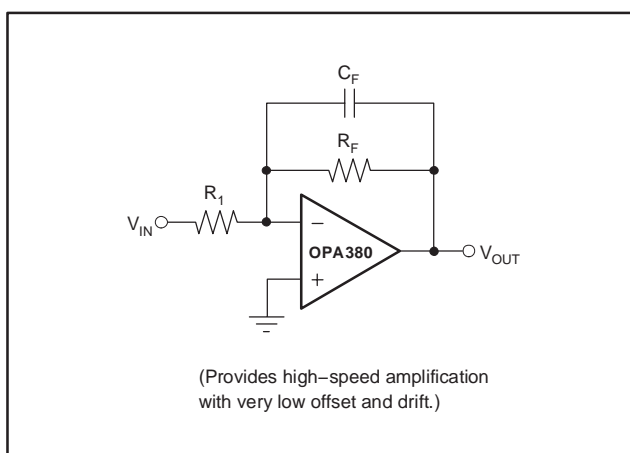 C_F
R_F
R_1
V_IN
−
OPA380
+
V_OUT
(Provides high−speed amplification
with very low offset and drift.)